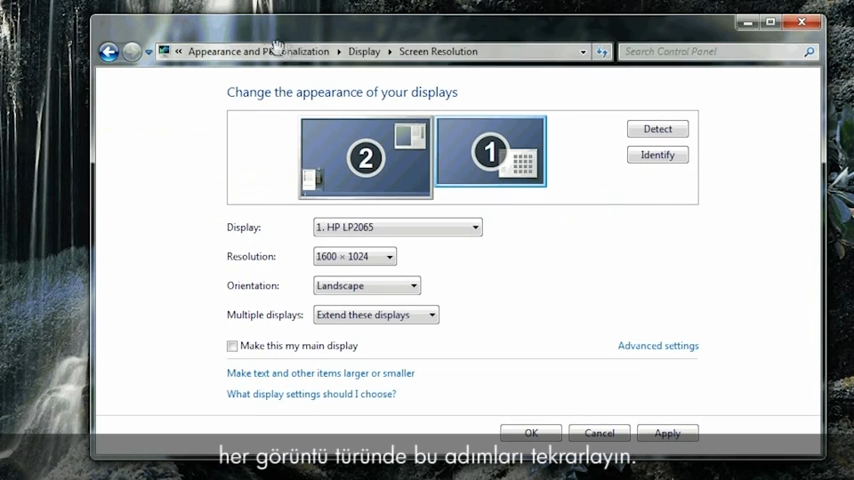 « Appearance and Personalization ▸ Display ▸ Screen Resolution
Search Control Panel
Change the appearance of your displays
2
1
Detect
Identify
Display: 1. HP LP2065
Resolution: 1600 × 1024
Orientation: Landscape
Multiple displays: Extend these displays
Make this my main display
Advanced settings
Make text and other items larger or smaller
What display settings should I choose?
OK Cancel Apply
her görüntü türünde bu adımları tekrarlayın.